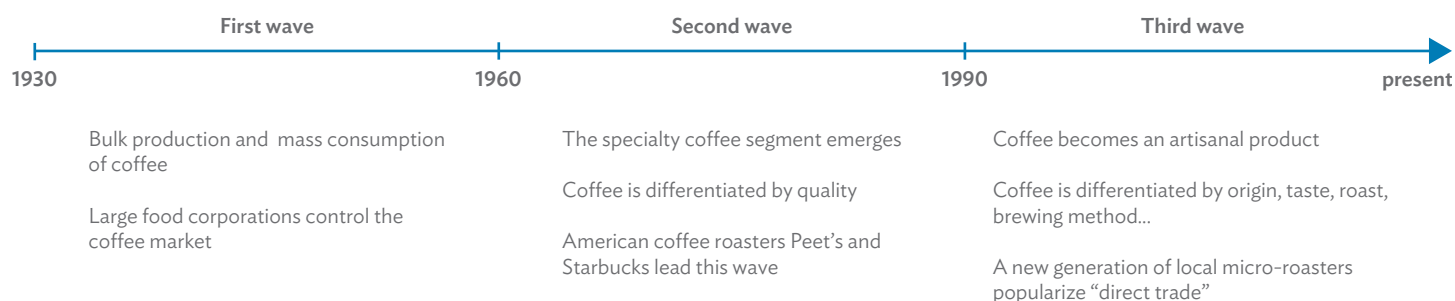 First wave
Second wave
Third wave
1930
1960
1990
present
Bulk production and  mass consumption
of coffee
Large food corporations control the
coffee market
The specialty coffee segment emerges
Coffee is differentiated by quality
American coffee roasters Peet's and
Starbucks lead this wave
Coffee becomes an artisanal product
Coffee is differentiated by origin, taste, roast,
brewing method...
A new generation of local micro-roasters
popularize “direct trade”